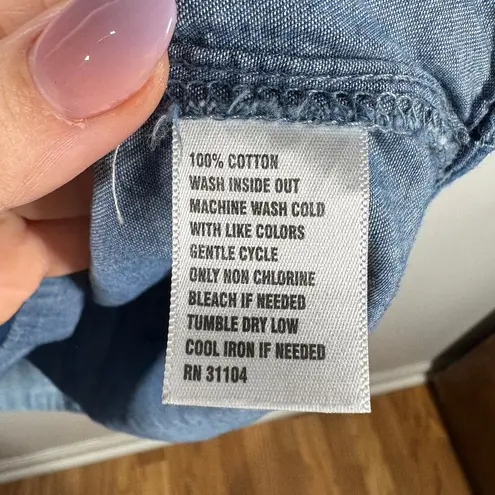 100% COTTON
WASH INSIDE OUT
MACHINE WASH COLD
WITH LIKE COLORS
GENTLE CYCLE
ONLY NON CHLORINE
BLEACH IF NEEDED
TUMBLE DRY LOW
COOL IRON IF NEEDED
RN 31104